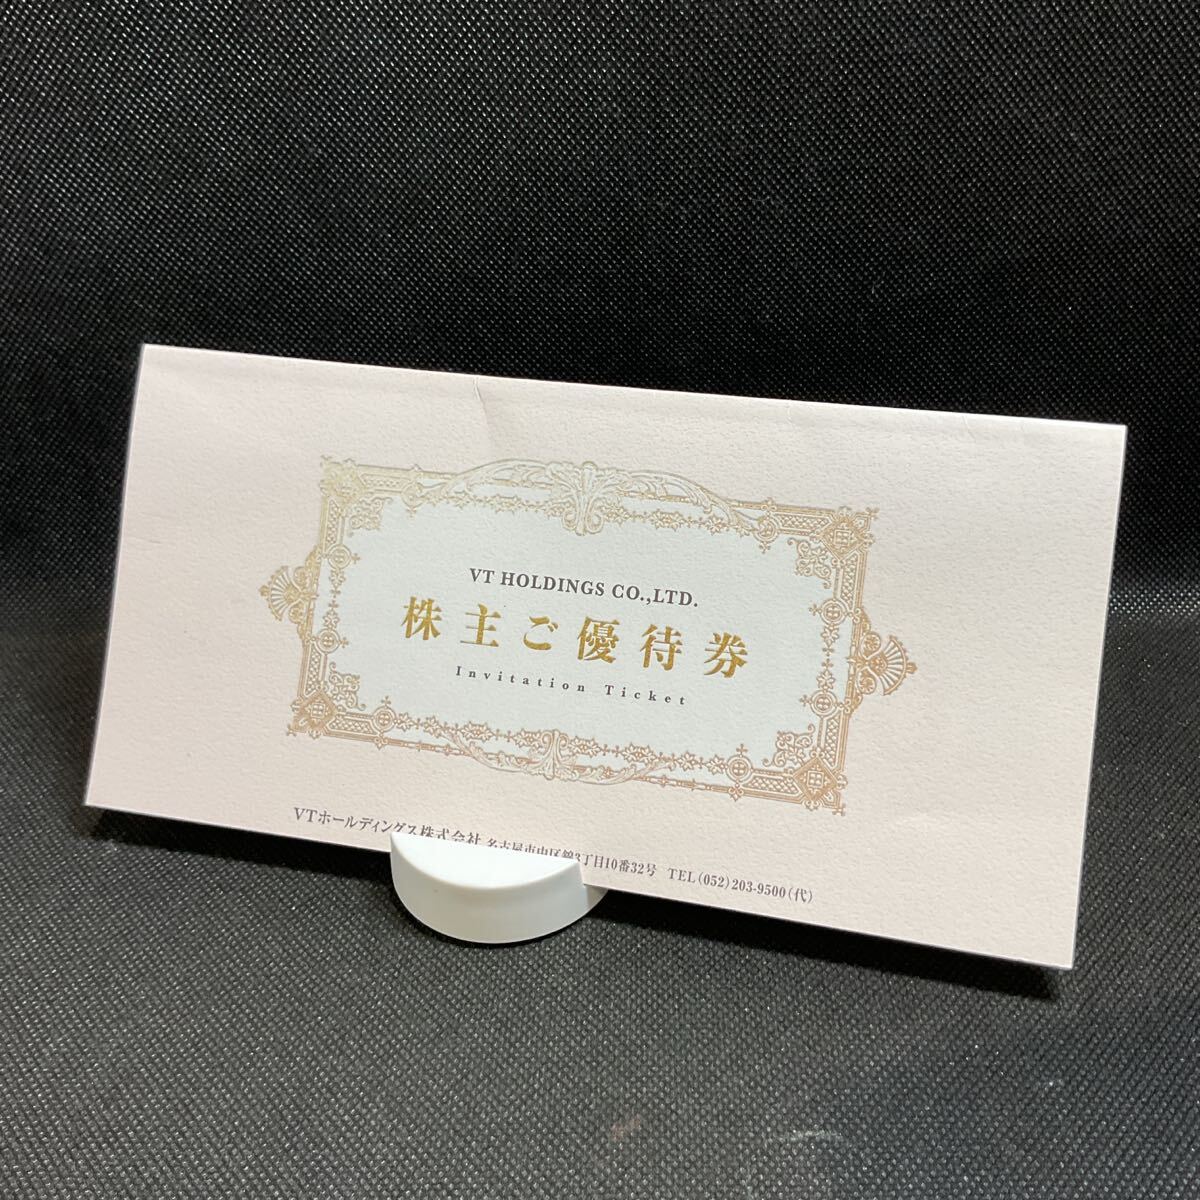 VT HOLDINGS CO.,LTD.
株主ご優待券
Invitation Ticket
VTホールディングス株式会社 名古屋市中区錦3丁目10番32号 TEL(052)203-9500(代)